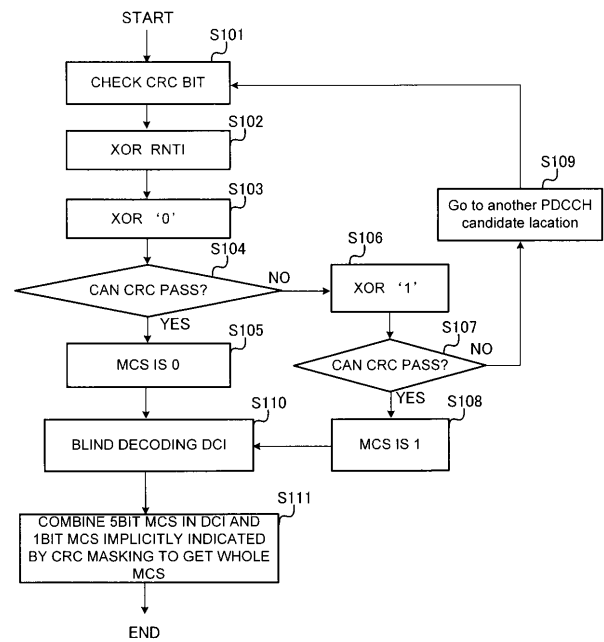 START
S101
CHECK CRC BIT
S102
XOR RNTI
S103
XOR ‘0’
S104
CAN CRC PASS?
NO
YES
S105
MCS IS 0
S106
XOR ‘1’
S107
CAN CRC PASS?
NO
YES
S108
MCS IS 1
S109
Go to another PDCCH
candidate lacation
S110
BLIND DECODING DCI
S111
COMBINE 5BIT MCS IN DCI AND
1BIT MCS IMPLICITLY INDICATED
BY CRC MASKING TO GET WHOLE
MCS
END